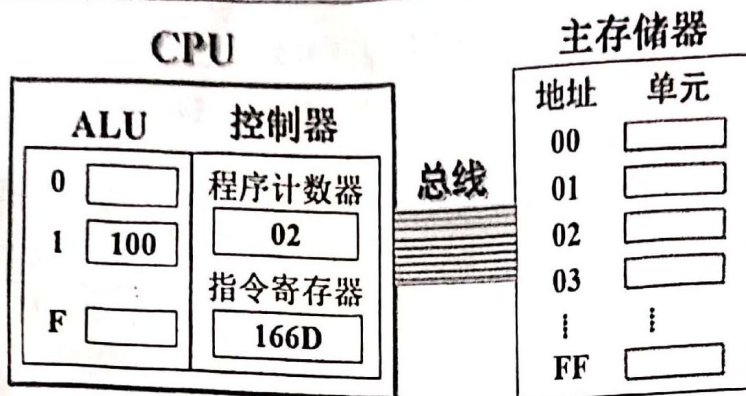 CPU
主存储器
ALU 控制器
0
程序计数器
1 100
02
指令寄存器
F
166D
总线
地址 单元
00
01
02
03
⋮ ⋮
FF